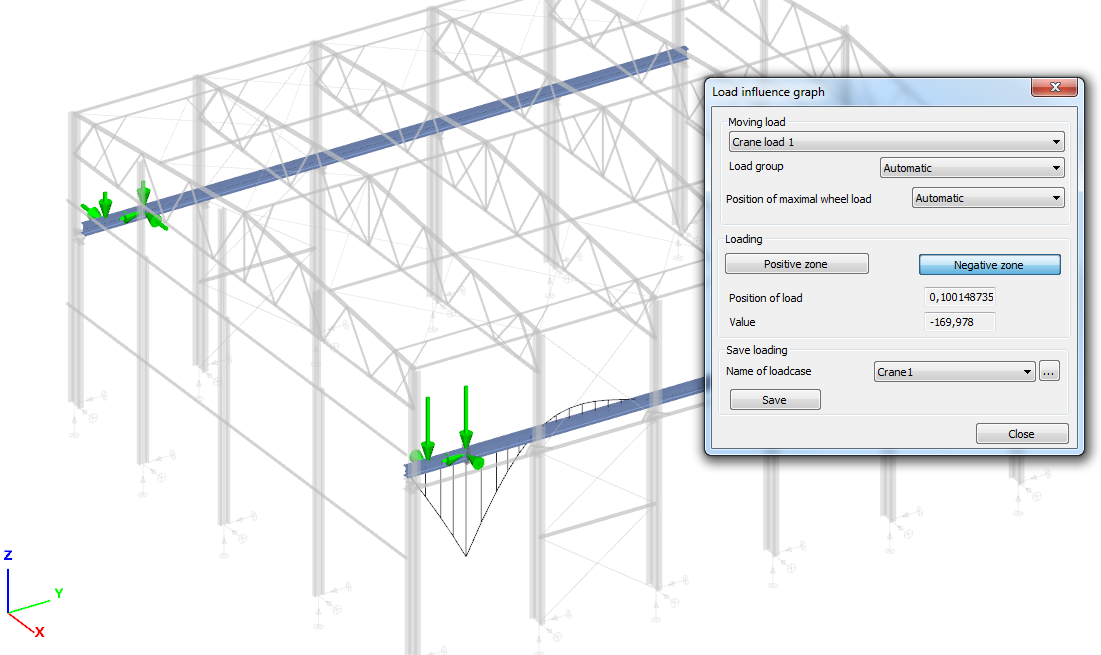 Load influence graph
Moving load
Crane load 1
Load group
Automatic
Position of maximal wheel load
Automatic
Loading
Positive zone
Negative zone
Position of load
0,100148735
Value
-169,978
Save loading
Name of loadcase
Crane1
...
Save
Close
Z
Y
X